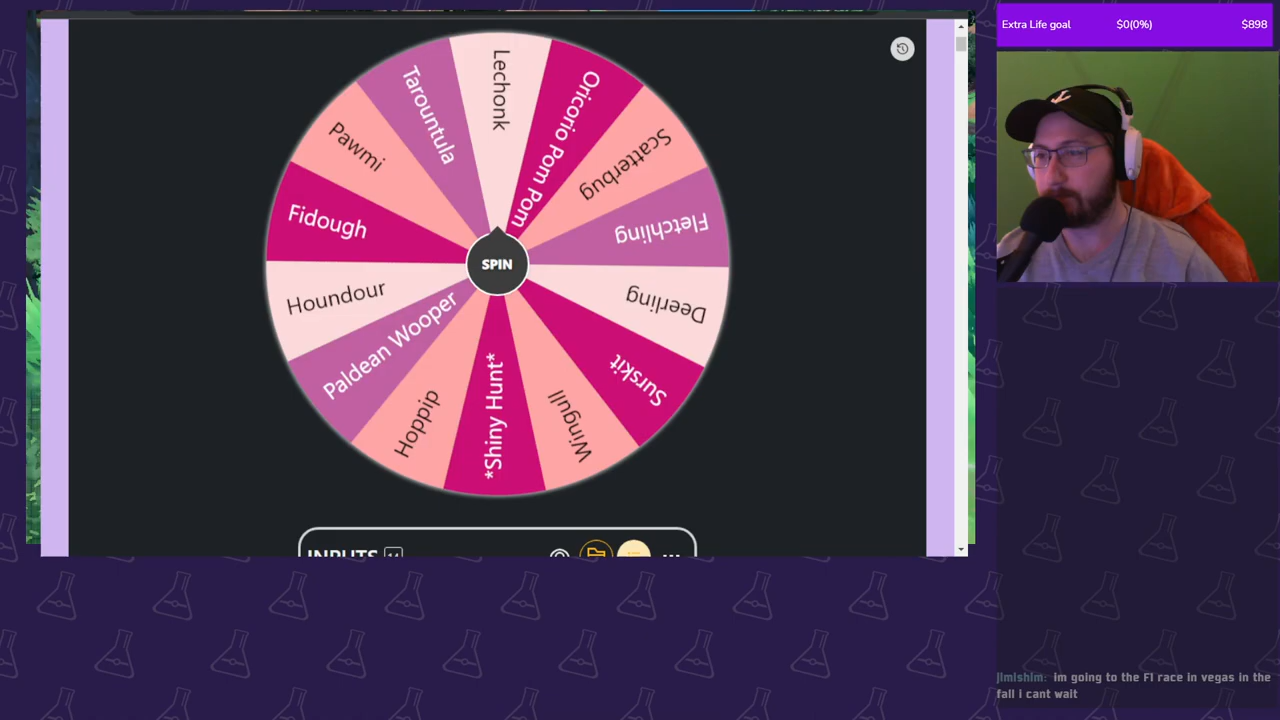 Extra Life goal $0(0%) $898
Lechonk
Oricorio Pom Pom
Scatterbug
Fletchling
Deerling
Surskit
Wingull
*Shiny Hunt*
Hoppip
Paldean Wooper
Houndour
Fidough
Pawmi
Tarountula
SPIN
INPUTS 14
jimishim: im going to the F1 race in vegas in the
fall i cant wait